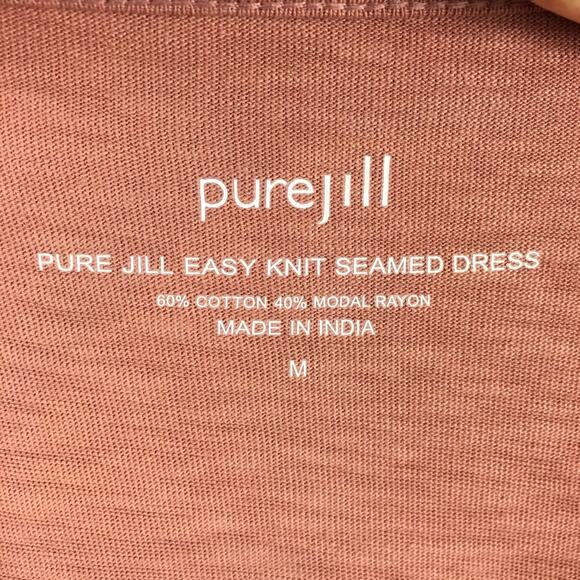 purejill
PURE JILL EASY KNIT SEAMED DRESS
60% COTTON 40% MODAL RAYON
MADE IN INDIA
M